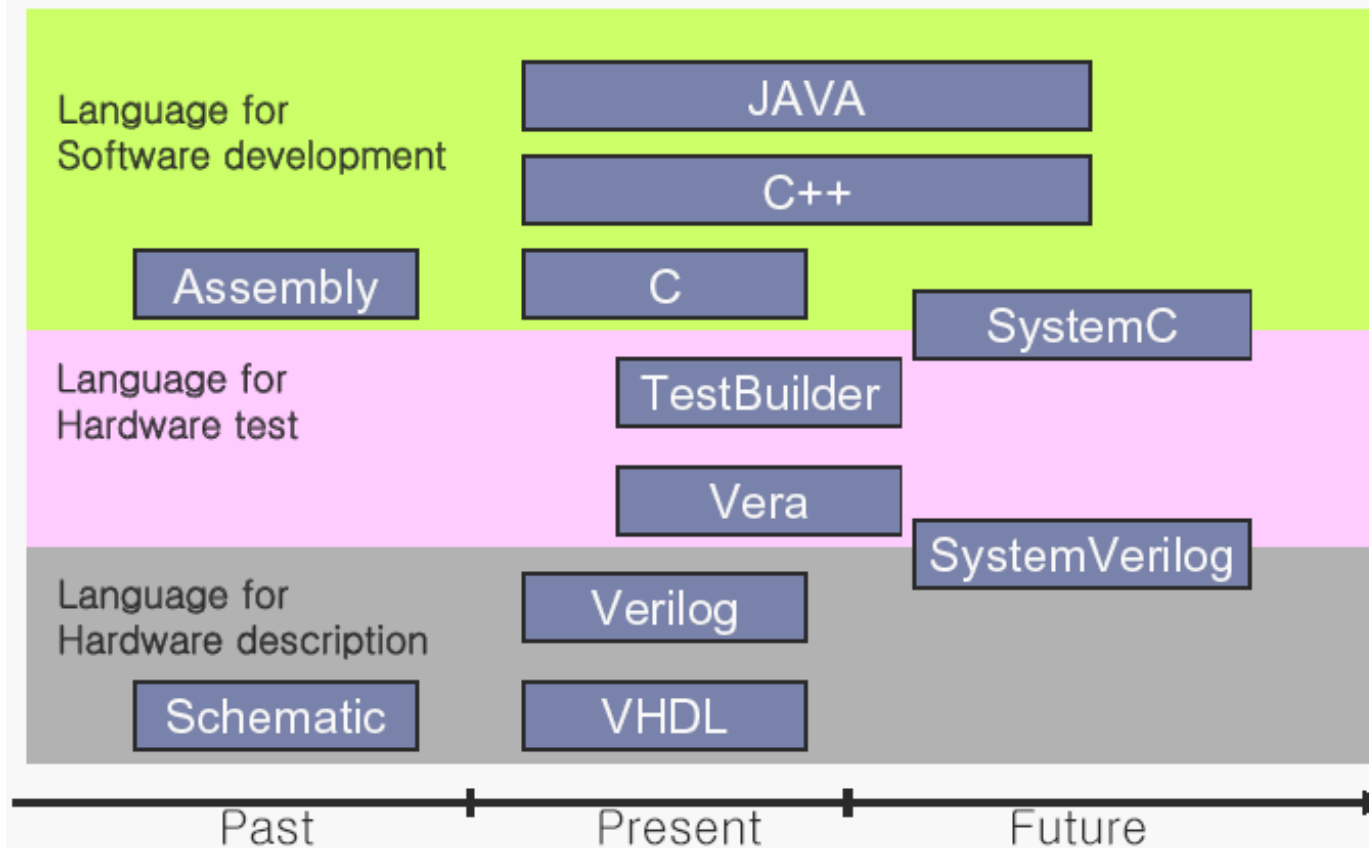 JAVA
Language for
Software development
C++
Assembly
C
SystemC
Language for
Hardware test
TestBuilder
Vera
SystemVerilog
Language for
Hardware description
Verilog
Schematic
VHDL
Past
Present
Future